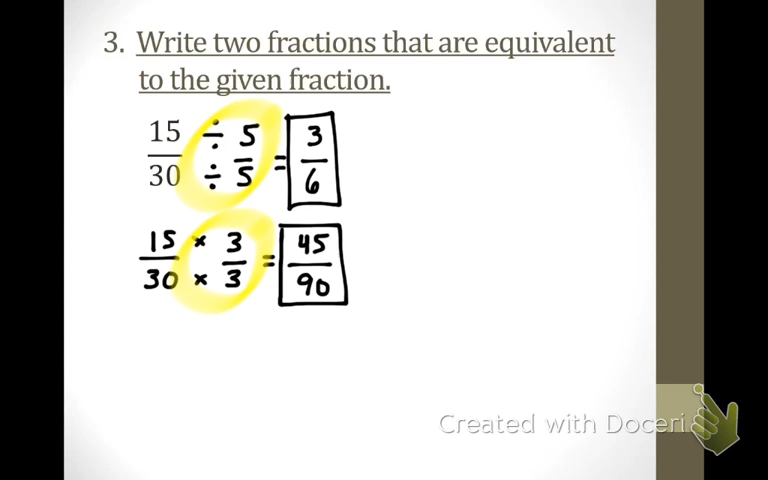 3. Write two fractions that are equivalent
to the given fraction.
15 ÷ 5
30 ÷ 5 = 3
6
15 × 3
30 × 3 = 45
90
Created with Doceri